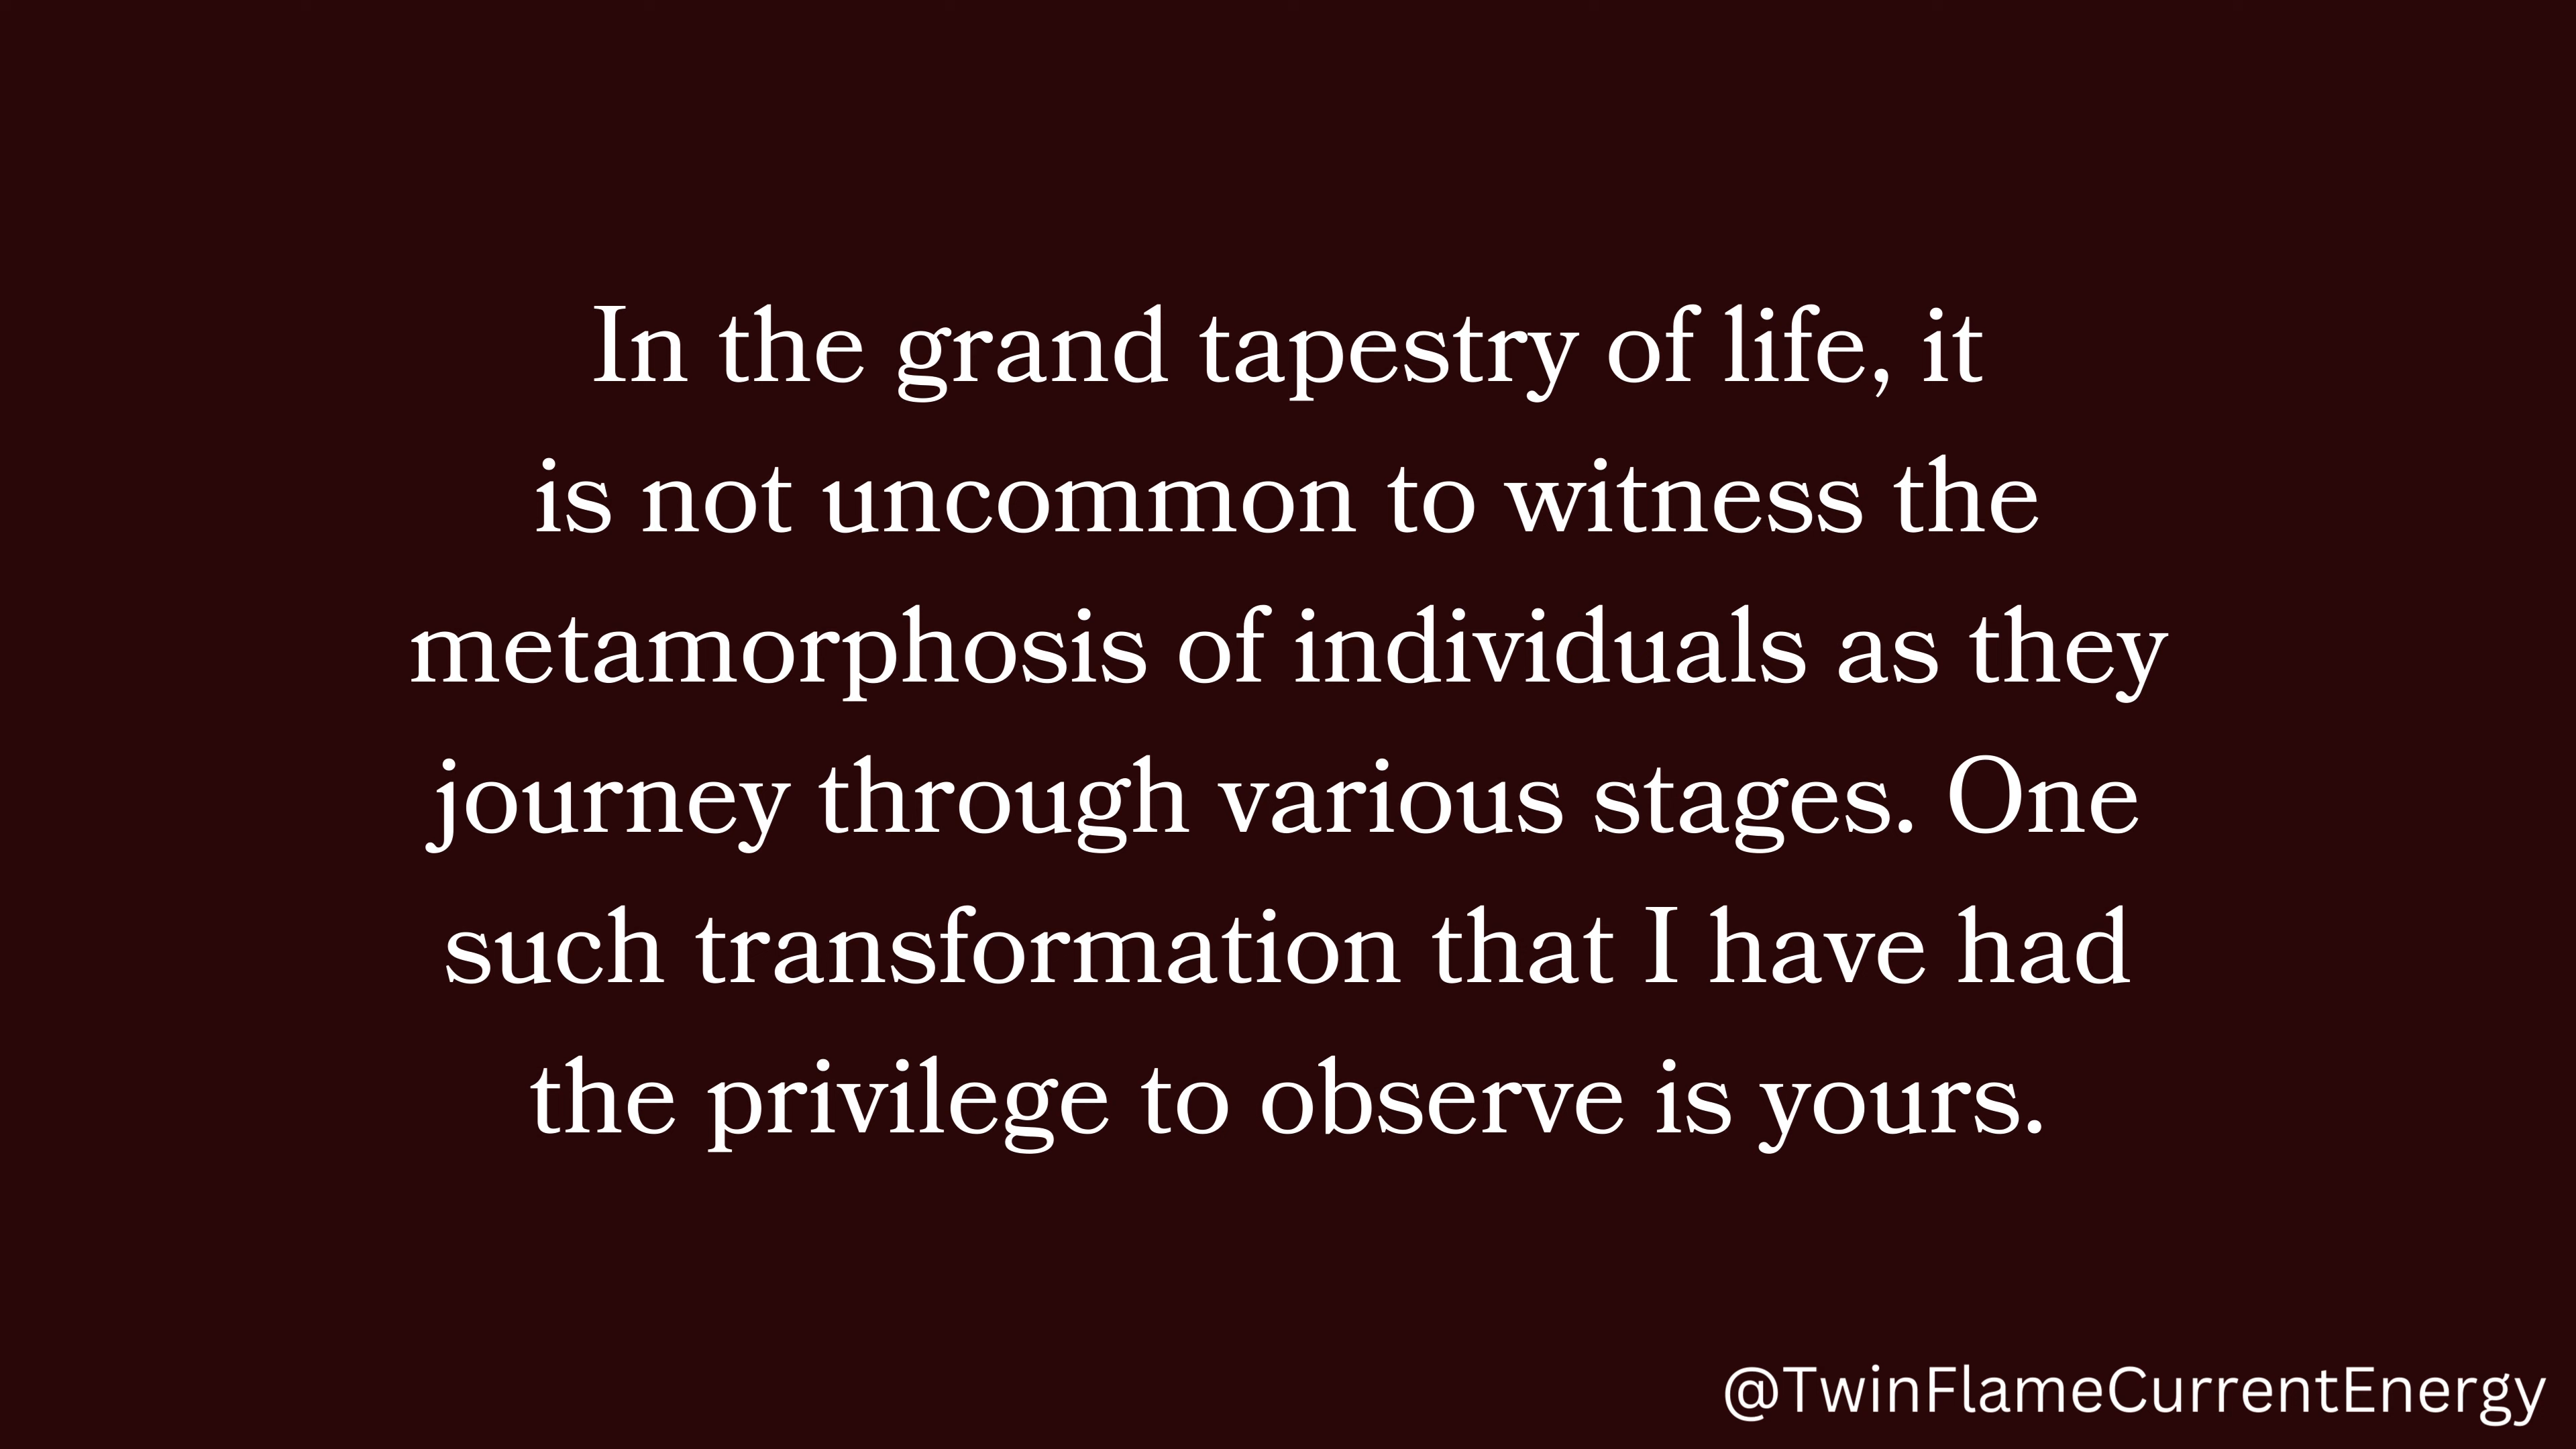 In the grand tapestry of life, it
is not uncommon to witness the
metamorphosis of individuals as they
journey through various stages. One
such transformation that I have had
the privilege to observe is yours.
@TwinFlameCurrentEnergy